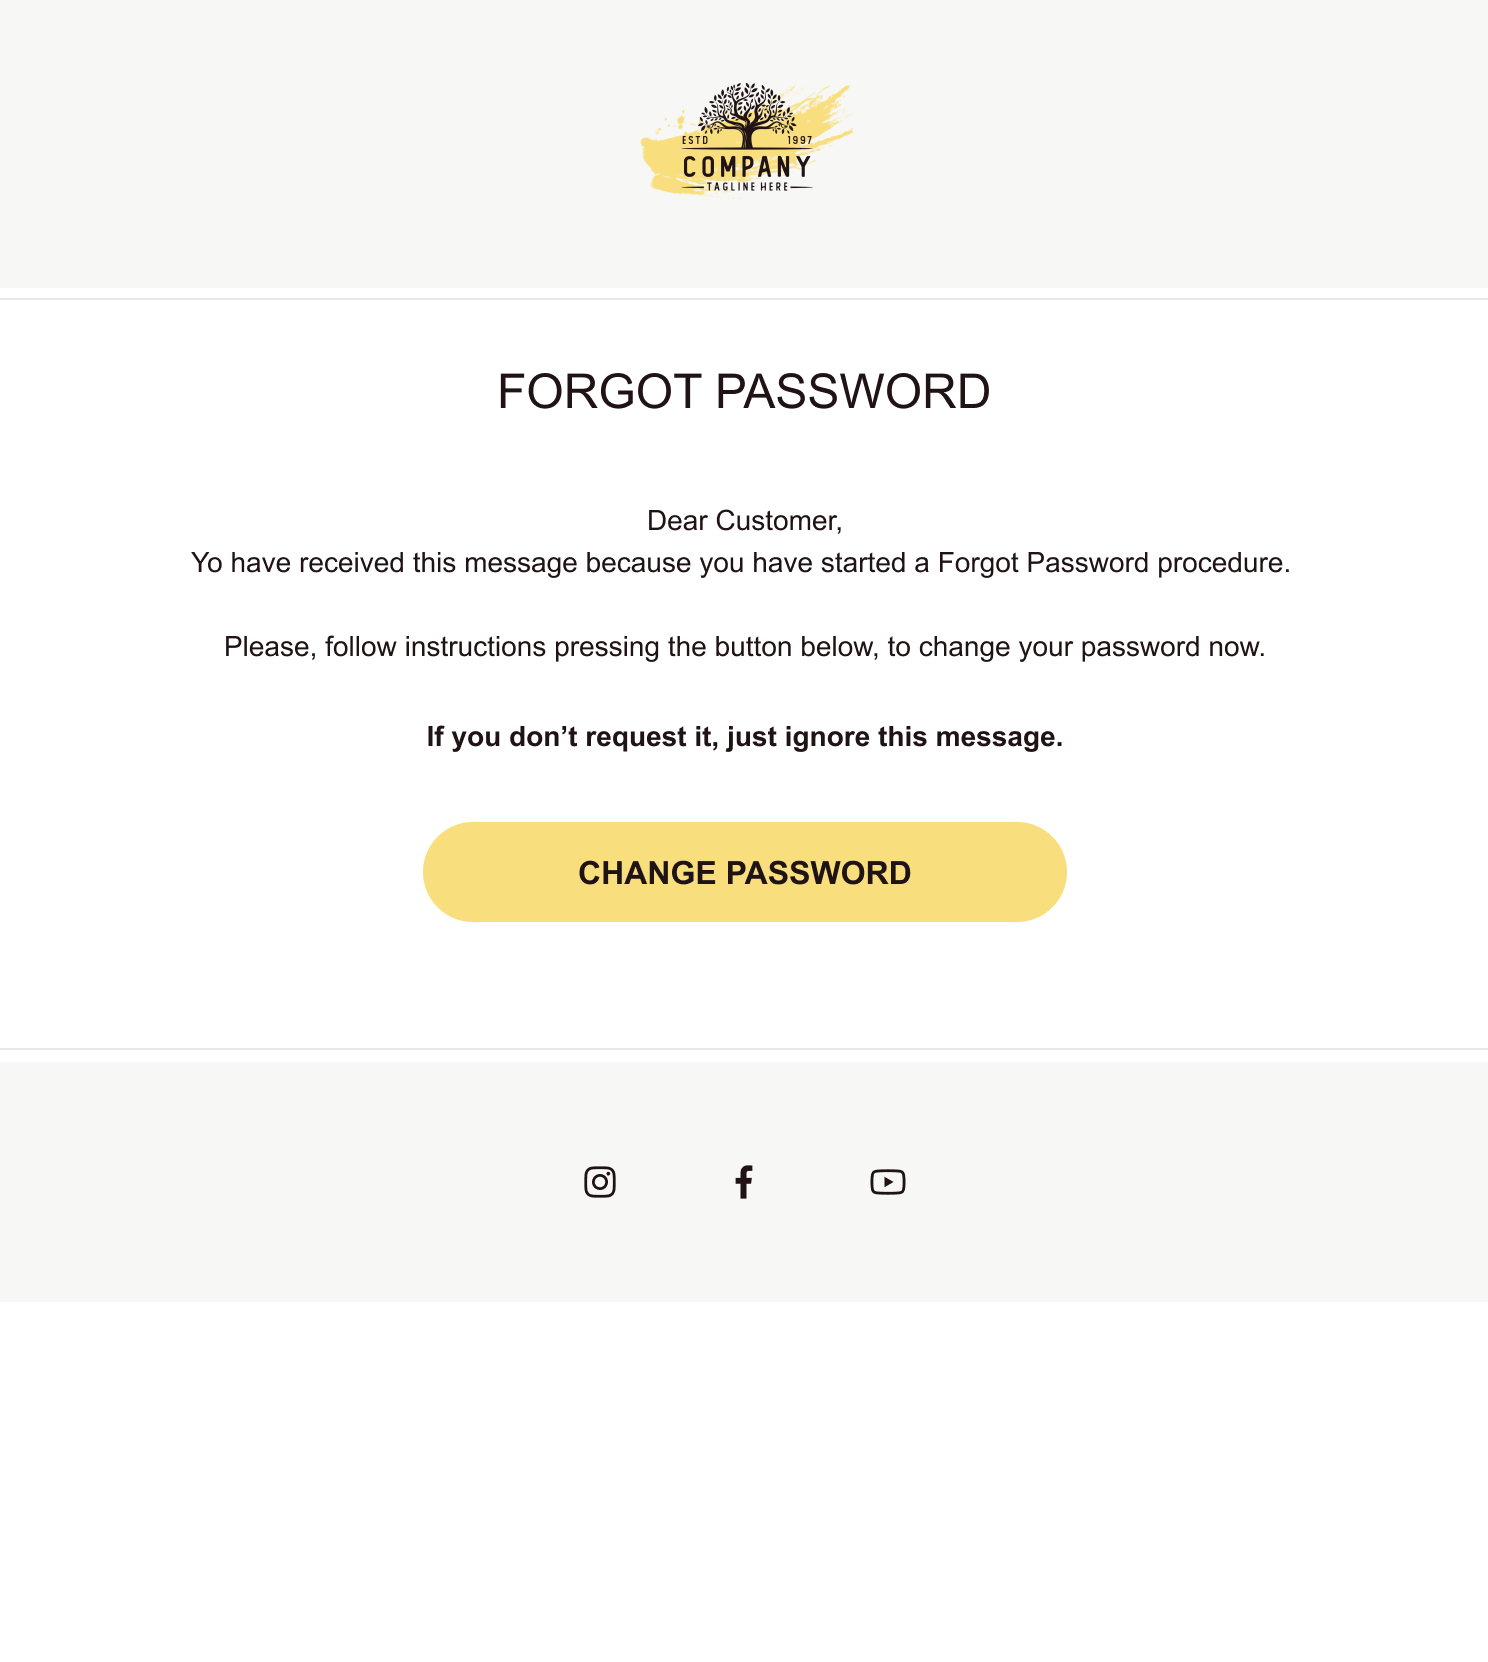 ESTD 1997
COMPANY
TAGLINE HERE
FORGOT PASSWORD
Dear Customer,
Yo have received this message because you have started a Forgot Password procedure.
Please, follow instructions pressing the button below, to change your password now.
If you don’t request it, just ignore this message.
CHANGE PASSWORD